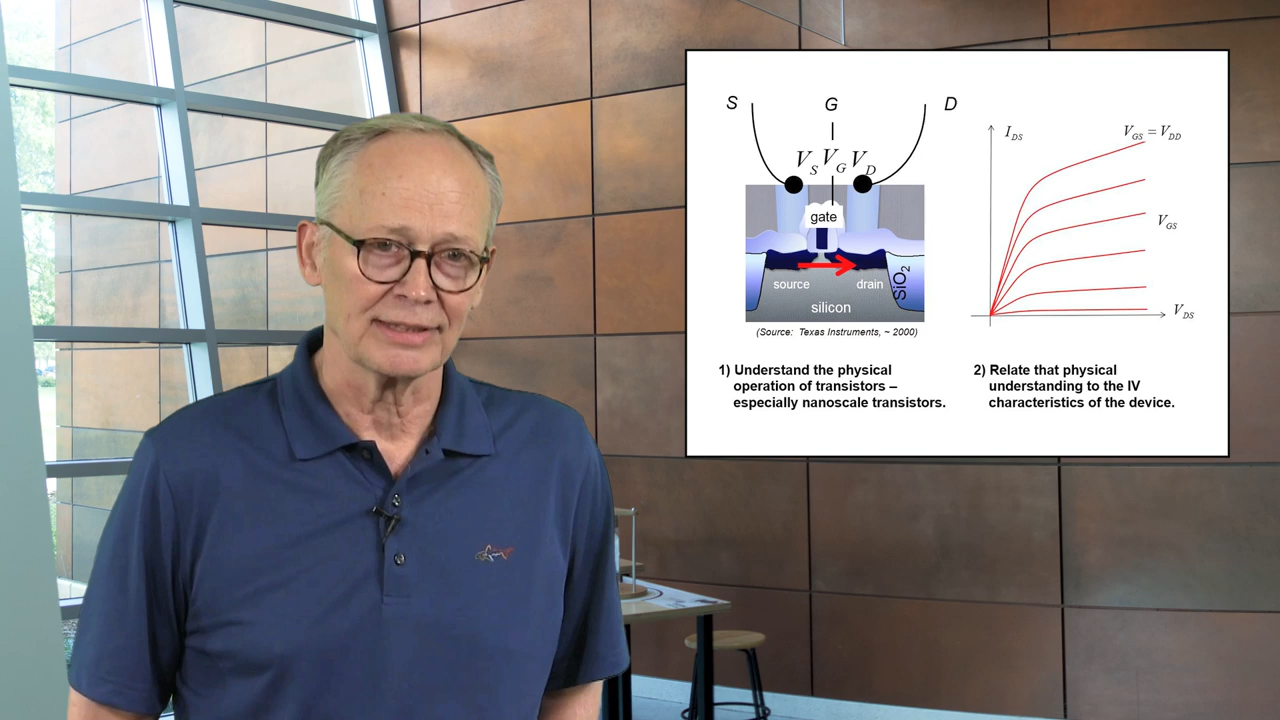 S G D
V_S V_G V_D
gate
source drain
SiO2
silicon
(Source: Texas Instruments, ~ 2000)
I_DS
V_GS = V_DD
V_GS
V_DS
1) Understand the physical
operation of transistors –
especially nanoscale transistors.
2) Relate that physical
understanding to the IV
characteristics of the device.